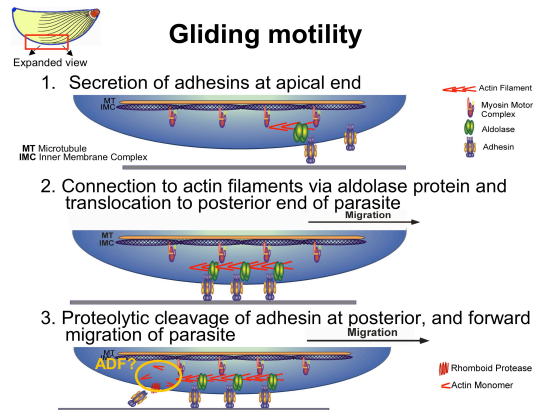 Gliding motility
Expanded view
1. Secretion of adhesins at apical end
MT
IMC
Actin Filament
Myosin Motor
Complex
Aldolase
Adhesin
MT Microtubule
IMC Inner Membrane Complex
2. Connection to actin filaments via aldolase protein and
translocation to posterior end of parasite
Migration
MT
IMC
3. Proteolytic cleavage of adhesin at posterior, and forward
migration of parasite
Migration
MT
ADF?
Rhomboid Protease
Actin Monomer